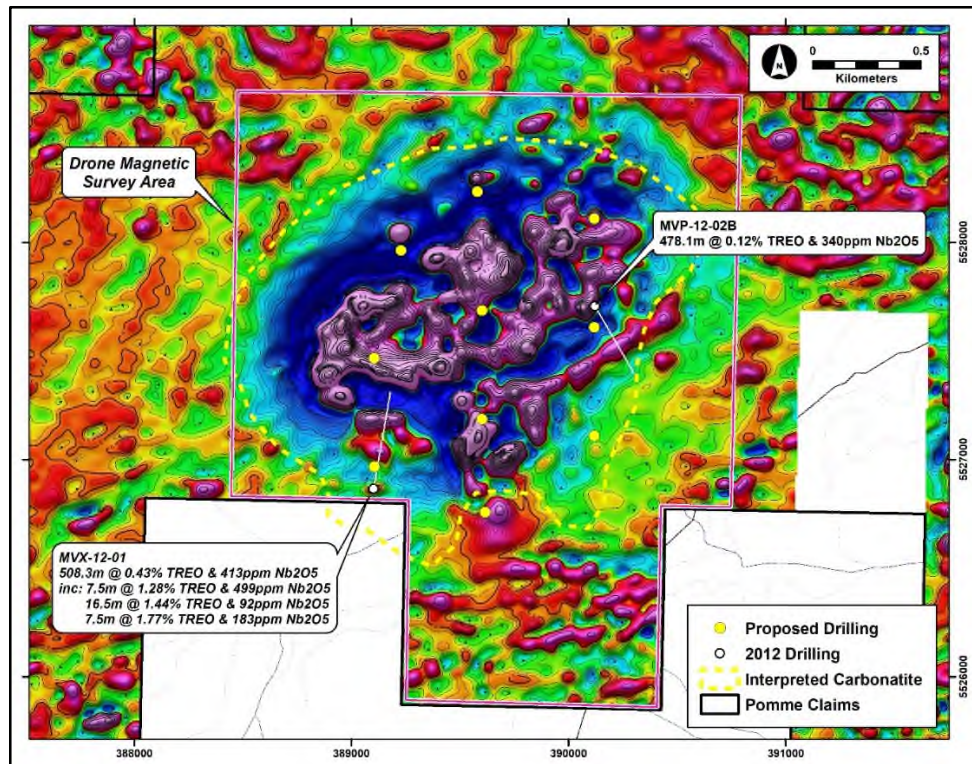 N
0 0.5
Kilometers
Drone Magnetic
Survey Area
MVP-12-02B
478.1m @ 0.12% TREO & 340ppm Nb2O5
5528000
5527000
5526000
MVX-12-01
508.3m @ 0.43% TREO & 413ppm Nb2O5
inc: 7.5m @ 1.28% TREO & 499ppm Nb2O5
16.5m @ 1.44% TREO & 92ppm Nb2O5
7.5m @ 1.77% TREO & 183ppm Nb2O5
Proposed Drilling
2012 Drilling
Interpreted Carbonatite
Pomme Claims
388000 389000 390000 391000